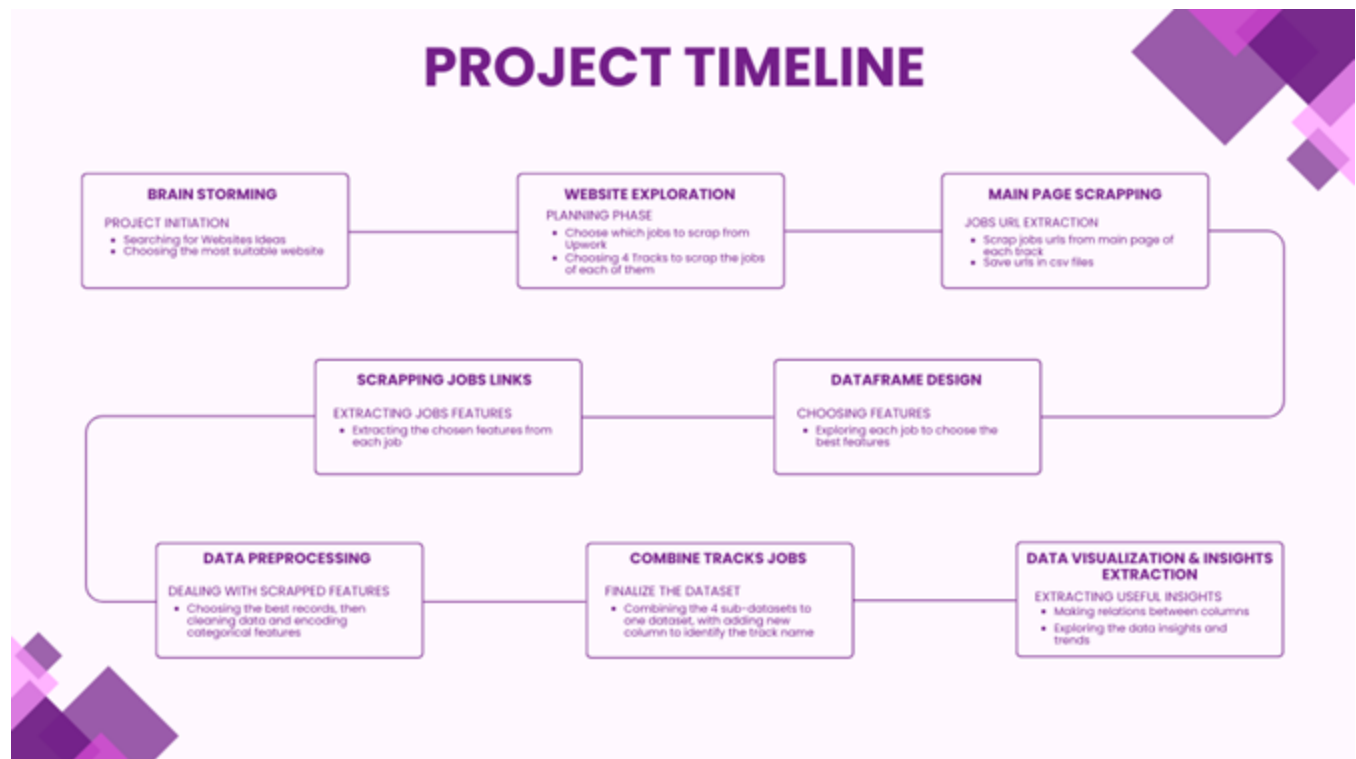 PROJECT TIMELINE
BRAIN STORMING
PROJECT INITIATION
• Searching for Websites Ideas
• Choosing the most suitable website
WEBSITE EXPLORATION
PLANNING PHASE
• Choose which jobs to scrap from
Upwork
• Choosing 4 Tracks to scrap the jobs
of each of them
MAIN PAGE SCRAPPING
JOBS URL EXTRACTION
• Scrap jobs urls from main page of
each track
• Save urls in csv files
DATAFRAME DESIGN
CHOOSING FEATURES
• Exploring each job to choose the
best features
SCRAPPING JOBS LINKS
EXTRACTING JOBS FEATURES
• Extracting the chosen features from
each job
DATA PREPROCESSING
DEALING WITH SCRAPPED FEATURES
• Choosing the best records, then
cleaning data and encoding
categorical features
COMBINE TRACKS JOBS
FINALIZE THE DATASET
• Combining the 4 sub-datasets to
one dataset, with adding new
column to identify the track name
DATA VISUALIZATION & INSIGHTS
EXTRACTION
EXTRACTING USEFUL INSIGHTS
• Making relations between columns
• Exploring the data insights and
trends